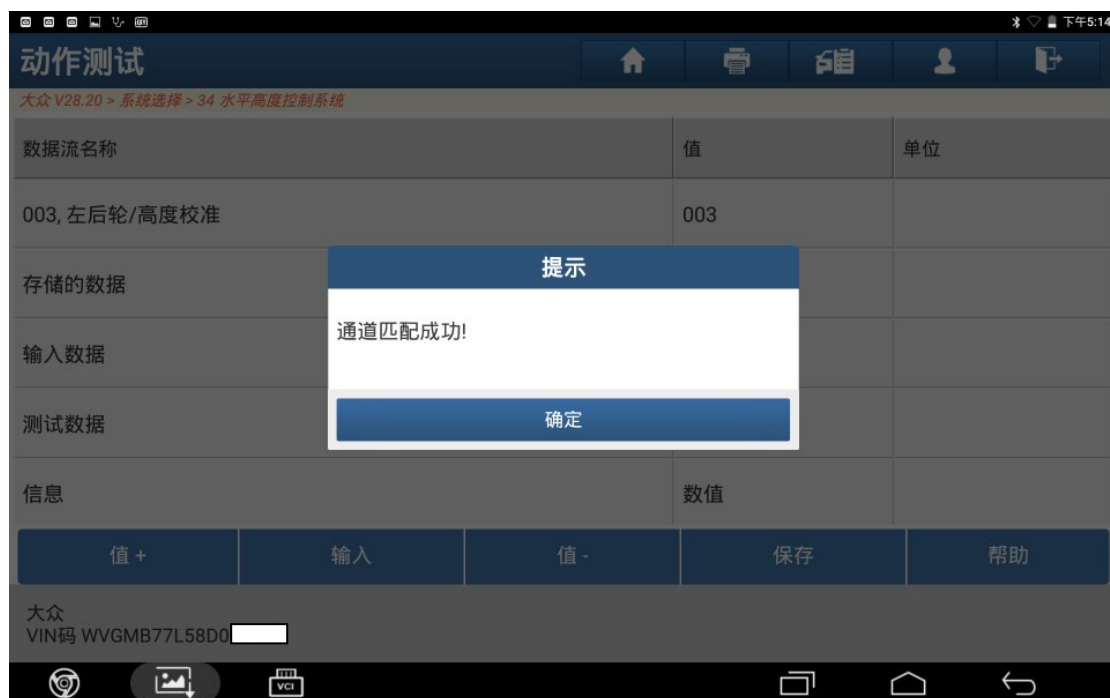 下午5:14
动作测试
大众 V28.20 > 系统选择 > 34 水平高度控制系统
数据流名称 值 单位
003, 左后轮/高度校准 003
存储的数据
提示
输入数据
通道匹配成功!
测试数据
确定
信息 数值
值 + 输入 值 - 保存 帮助
大众
VIN码 WVGMB77L58D0
VCI